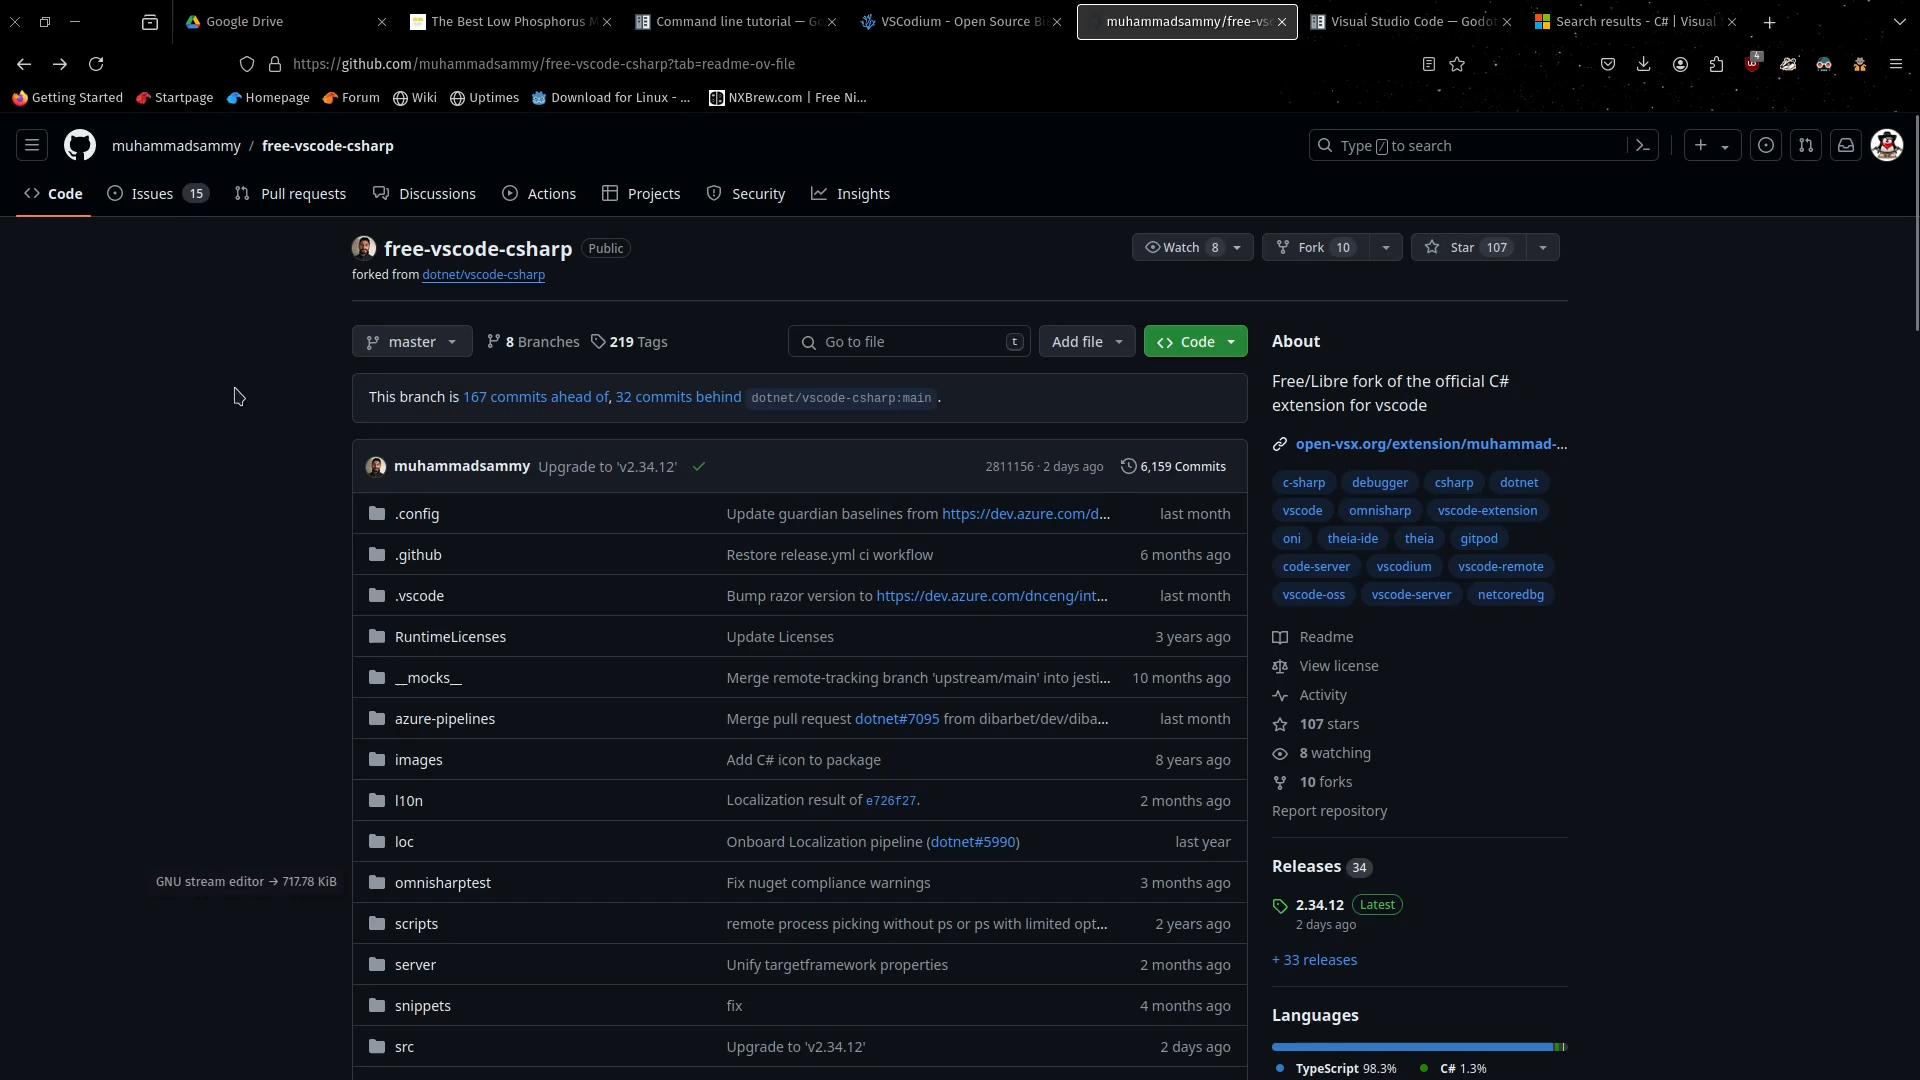 Google Drive
The Best Low Phosphorus M
Command line tutorial — Go
VSCodium - Open Source Bi
muhammadsammy/free-vsc
Visual Studio Code — Godot
Search results - C# | Visual
https://github.com/muhammadsammy/free-vscode-csharp?tab=readme-ov-file
4
Getting Started
Startpage
Homepage
Forum
Wiki
Uptimes
Download for Linux - ...
NXBrew.com | Free Ni...
muhammadsammy / free-vscode-csharp
Type / to search
Code
Issues 15
Pull requests
Discussions
Actions
Projects
Security
Insights
free-vscode-csharp Public
Watch 8
Fork 10
Star 107
forked from dotnet/vscode-csharp
master
8 Branches
219 Tags
Go to file t
Add file
Code
This branch is 167 commits ahead of, 32 commits behind dotnet/vscode-csharp:main .
muhammadsammy Upgrade to 'v2.34.12' 2811156 · 2 days ago 6,159 Commits
.config Update guardian baselines from https://dev.azure.com/d... last month
.github Restore release.yml ci workflow 6 months ago
.vscode Bump razor version to https://dev.azure.com/dnceng/int... last month
RuntimeLicenses Update Licenses 3 years ago
__mocks__ Merge remote-tracking branch 'upstream/main' into jesti... 10 months ago
azure-pipelines Merge pull request dotnet#7095 from dibarbet/dev/diba... last month
images Add C# icon to package 8 years ago
l10n Localization result of e726f27. 2 months ago
loc Onboard Localization pipeline (dotnet#5990) last year
omnisharptest Fix nuget compliance warnings 3 months ago
scripts remote process picking without ps or ps with limited opt... 2 years ago
server Unify targetframework properties 2 months ago
snippets fix 4 months ago
src Upgrade to 'v2.34.12' 2 days ago
GNU stream editor → 717.78 KiB
About
Free/Libre fork of the official C#
extension for vscode
open-vsx.org/extension/muhammad-...
c-sharp debugger csharp dotnet
vscode omnisharp vscode-extension
oni theia-ide theia gitpod
code-server vscodium vscode-remote
vscode-oss vscode-server netcoredbg
Readme
View license
Activity
107 stars
8 watching
10 forks
Report repository
Releases 34
2.34.12 Latest
2 days ago
+ 33 releases
Languages
TypeScript 98.3% C# 1.3%